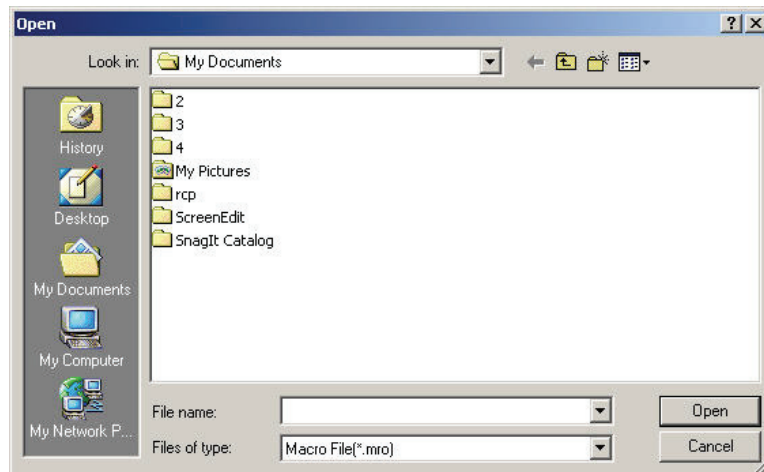 Open
Look in: My Documents
History
Desktop
My Documents
My Computer
My Network P...
2
3
4
My Pictures
rcp
ScreenEdit
SnagIt Catalog
File name:
Open
Files of type: Macro File(*.mro)
Cancel